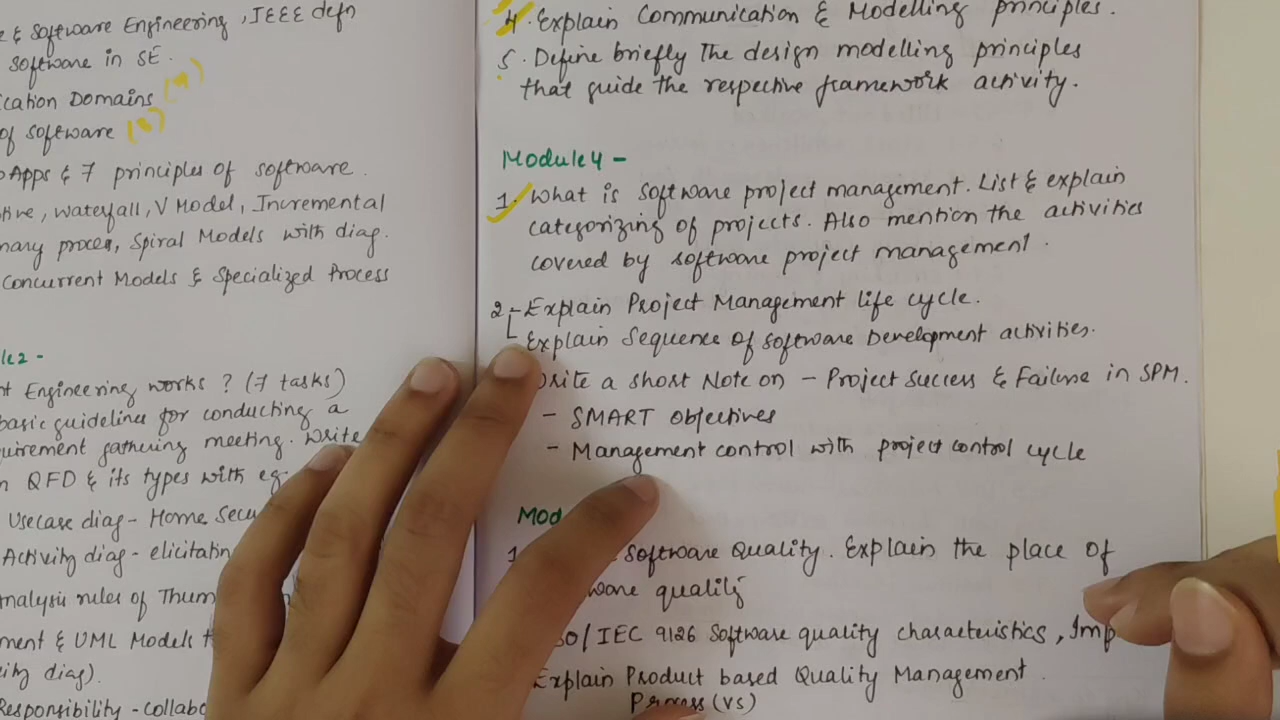 & Software Engineering, IEEE defn
software in SE.
cation Domains (4)
of software
Apps & 7 principles of software.
tive, Waterfall, V Model, Incremental
nary proces, Spiral Models with diag.
Concurrent Models & Specialized Process
le2 -
t Engineering works ? (7 tasks)
basic guidelines for conducting a
quirement gathering meeting. Write
n QFD & its types with eg.
Usecase diag - Home Secu
Activity diag - elicitatin
nalysis rules of Thum
ment & UML Models
ity diag).
Responsibility - collabo
4. Explain Communication & Modelling principles.
5. Define briefly the design modelling principles
that guide the respective framework activity.
Module 4 -
1. What is software project management. List & explain
categorizing of projects. Also mention the activities
covered by software project management.
2 - Explain Project Management life cycle.
Explain Sequence of Software Development activities.
Write a short Note on - Project Success & Failure in SPM.
- SMART Objectives
- Management control with project control cycle
Mod
1 Software Quality. Explain the place of
ware quality
SO/IEC 9126 Software quality characteristics, Imp
Explain Product based Quality Management.
Process (VS)